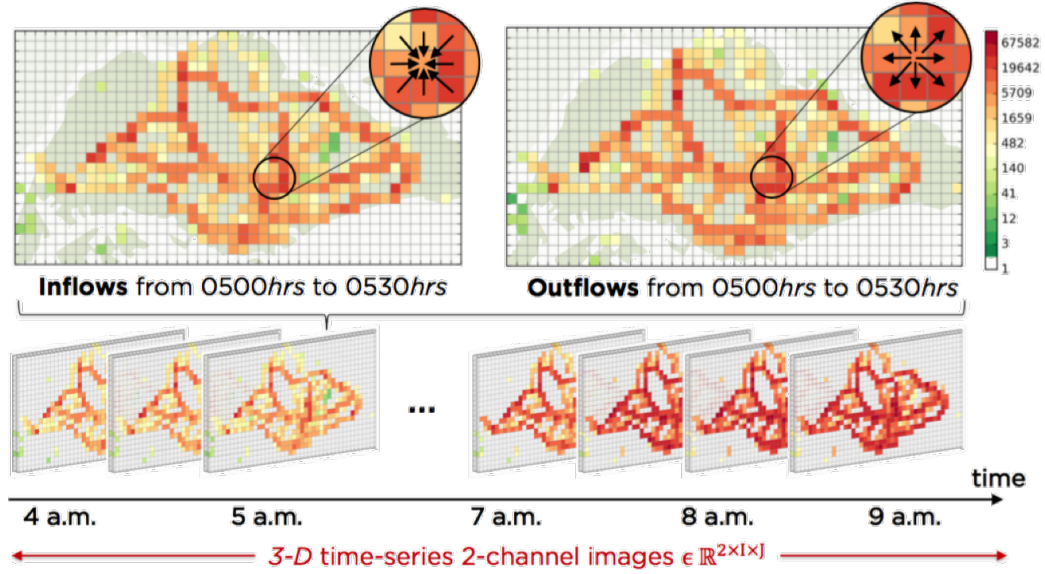 67582
19642
5709
1659
482
140
41
12
3
1
Inflows from 0500hrs to 0530hrs
Outflows from 0500hrs to 0530hrs
...
time
4 a.m.
5 a.m.
7 a.m.
8 a.m.
9 a.m.
3-D time-series 2-channel images ϵ ℝ^{2×I×J}